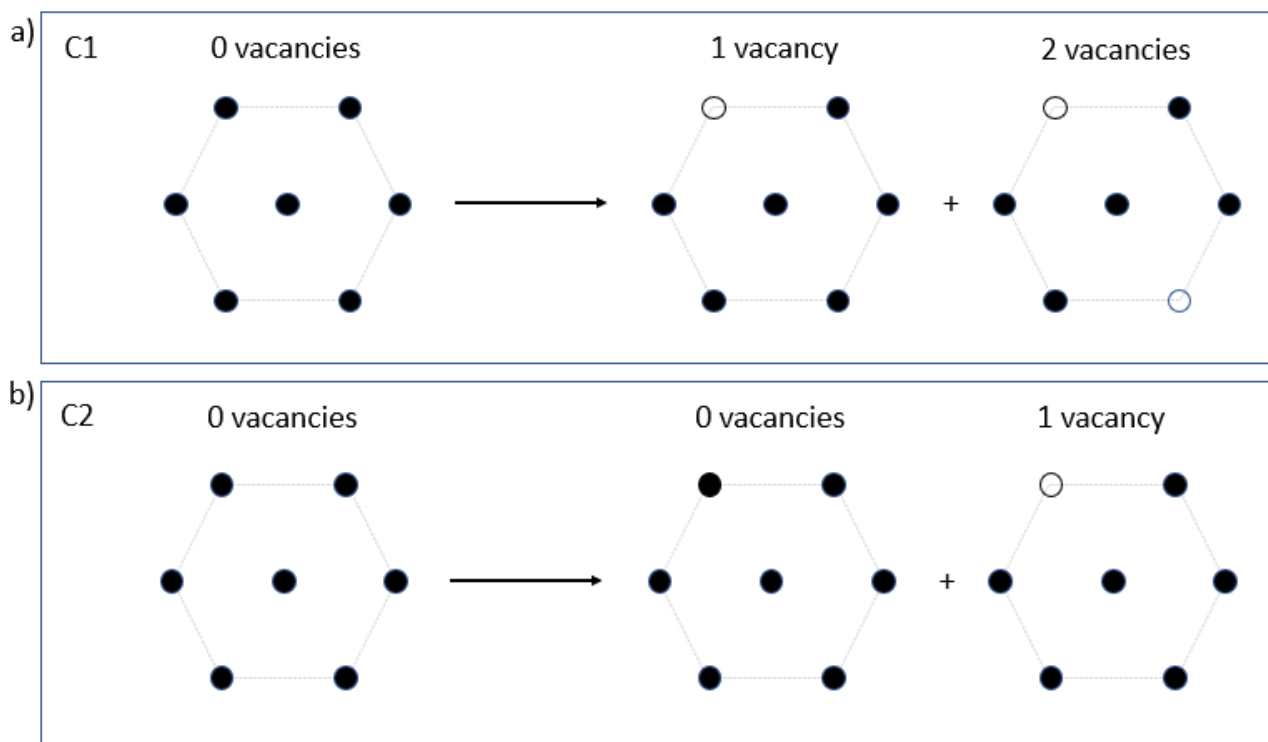 a)
C1
0 vacancies
1 vacancy
2 vacancies
+
b)
C2
0 vacancies
0 vacancies
1 vacancy
+